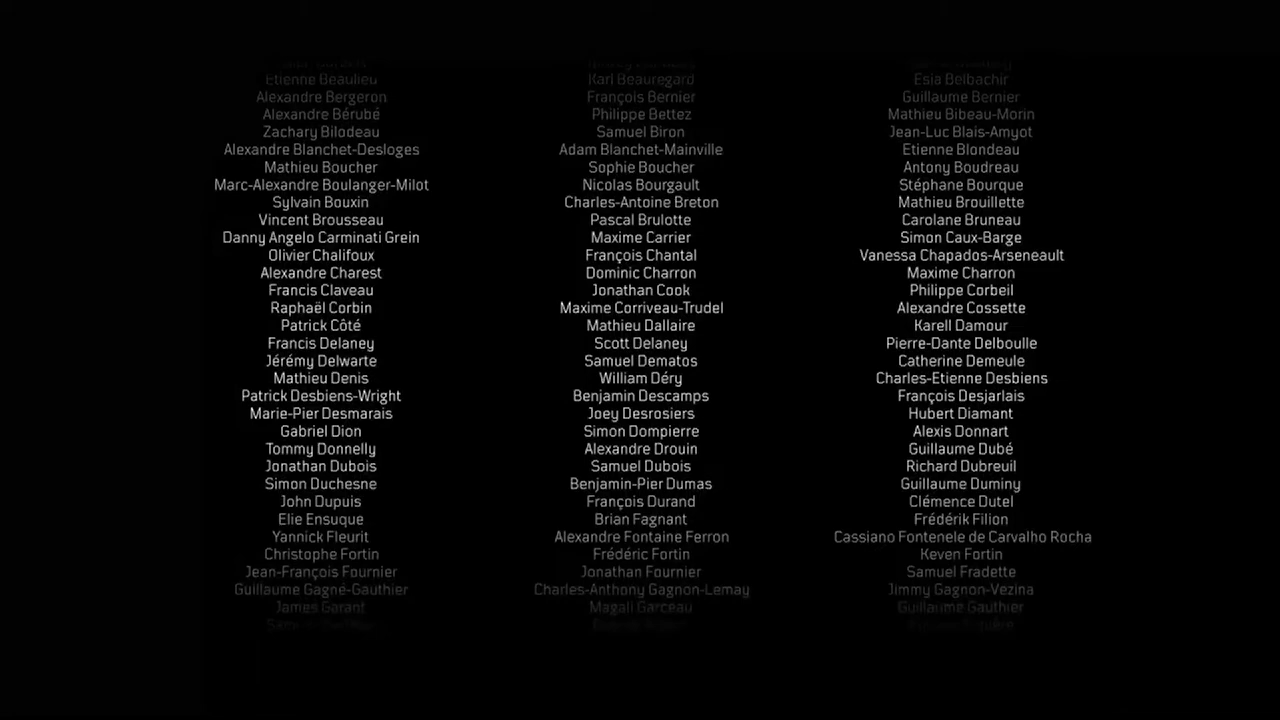 Etienne Beaulieu Karl Beauregard Esia Belbachir
Alexandre Bergeron François Bernier Guillaume Bernier
Alexandre Bérubé Philippe Bettez Mathieu Bibeau-Morin
Zachary Bilodeau Samuel Biron Jean-Luc Blais-Amyot
Alexandre Blanchet-Desloges Adam Blanchet-Mainville Etienne Blondeau
Mathieu Boucher Sophie Boucher Antony Boudreau
Marc-Alexandre Boulanger-Milot Nicolas Bourgault Stéphane Bourque
Sylvain Bouxin Charles-Antoine Breton Mathieu Brouillette
Vincent Brousseau Pascal Brulotte Carolane Bruneau
Danny Angelo Carminati Grein Maxime Carrier Simon Caux-Barge
Olivier Chalifoux François Chantal Vanessa Chapados-Arseneault
Alexandre Charest Dominic Charron Maxime Charron
Francis Claveau Jonathan Cook Philippe Corbeil
Raphaël Corbin Maxime Corriveau-Trudel Alexandre Cossette
Patrick Côté Mathieu Dallaire Karell Damour
Francis Delaney Scott Delaney Pierre-Dante Delboulle
Jérémy Delwarte Samuel Dematos Catherine Demeule
Mathieu Denis William Déry Charles-Etienne Desbiens
Patrick Desbiens-Wright Benjamin Descamps François Desjarlais
Marie-Pier Desmarais Joey Desrosiers Hubert Diamant
Gabriel Dion Simon Dompierre Alexis Donnart
Tommy Donnelly Alexandre Drouin Guillaume Dubé
Jonathan Dubois Samuel Dubois Richard Dubreuil
Simon Duchesne Benjamin-Pier Dumas Guillaume Duminy
John Dupuis François Durand Clémence Dutel
Elie Ensuque Brian Fagnant Frédérik Filion
Yannick Fleurit Alexandre Fontaine Ferron Cassiano Fontenele de Carvalho Rocha
Christophe Fortin Frédéric Fortin Keven Fortin
Jean-François Fournier Jonathan Fournier Samuel Fradette
Guillaume Gagné-Gauthier Charles-Anthony Gagnon-Lemay Jimmy Gagnon-Vezina
James Garant Magali Garceau Guillaume Gauthier